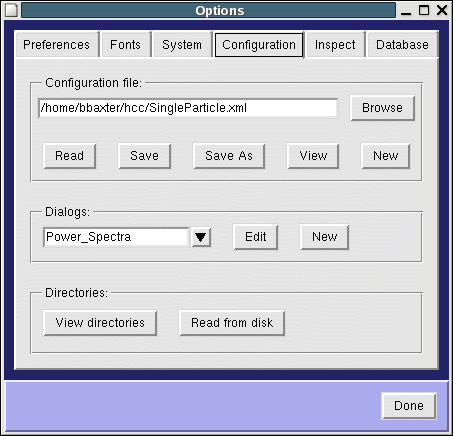 Options
Preferences Fonts System Configuration Inspect Database
Configuration file:
/home/bbaxter/hcc/SingleParticle.xml Browse
Read Save Save As View New
Dialogs:
Power_Spectra Edit New
Directories:
View directories Read from disk
Done